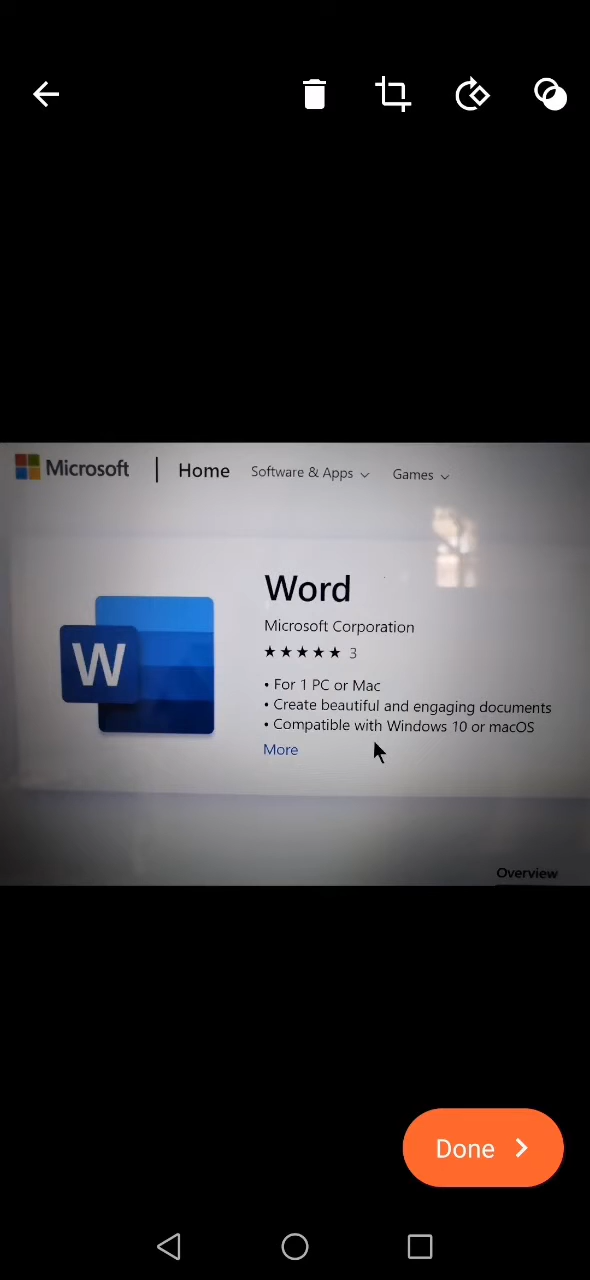 Microsoft | Home Software & Apps Games
Word
Microsoft Corporation
★★★★★ 3
• For 1 PC or Mac
• Create beautiful and engaging documents
• Compatible with Windows 10 or macOS
More
W
Overview
Done